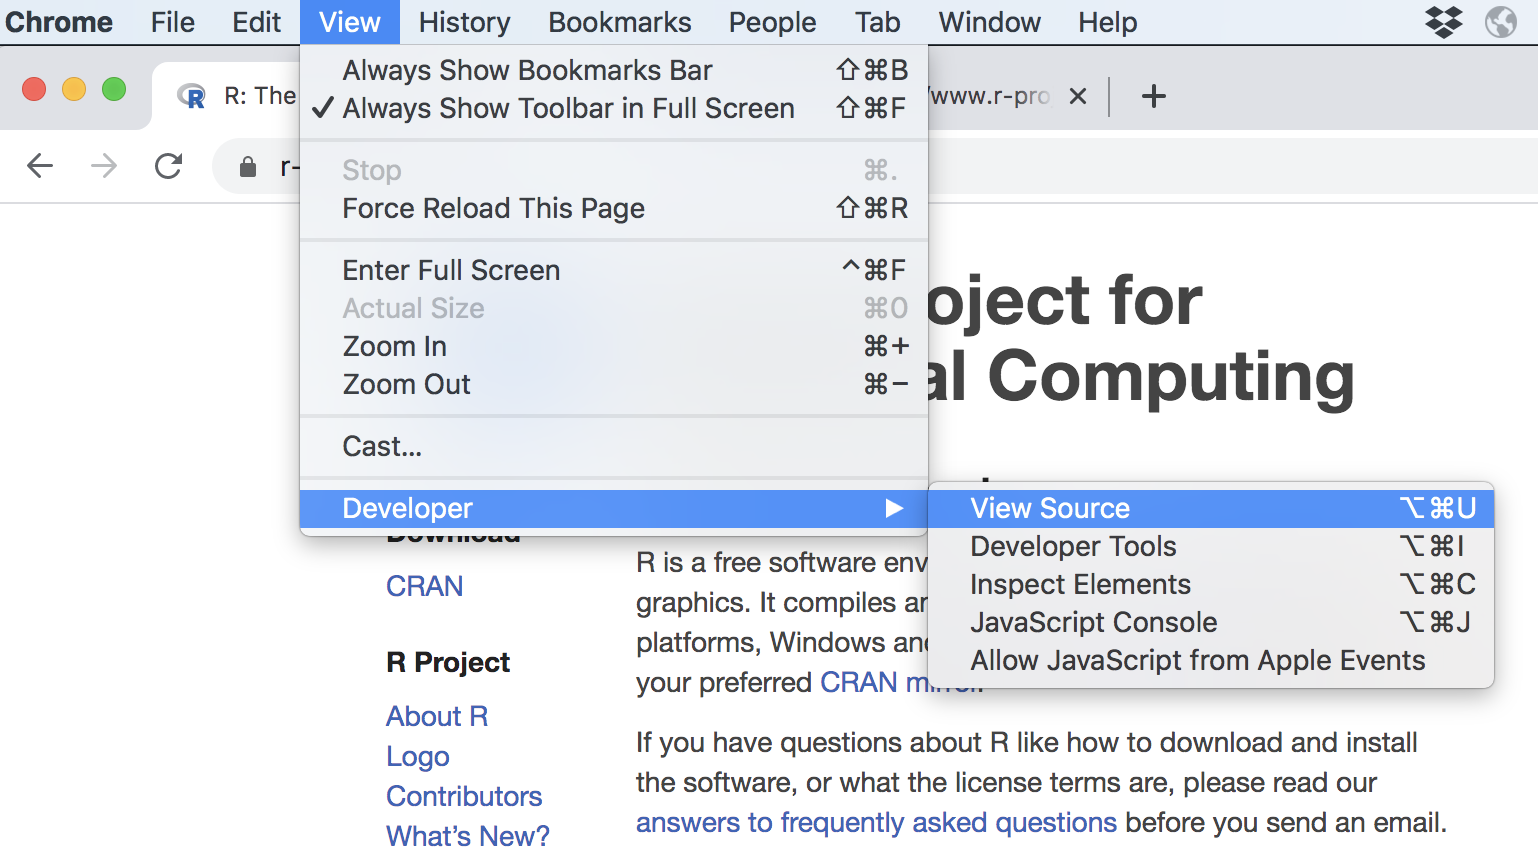 Chrome File Edit View History Bookmarks People Tab Window Help
R: The
/www.r-pro
r-
Always Show Bookmarks Bar ⇧⌘B
✓ Always Show Toolbar in Full Screen ⇧⌘F
Stop ⌘.
Force Reload This Page ⇧⌘R
Enter Full Screen ^⌘F
Actual Size ⌘0
Zoom In ⌘+
Zoom Out ⌘−
Cast...
Developer ▶
View Source ⌥⌘U
Developer Tools ⌥⌘I
Inspect Elements ⌥⌘C
JavaScript Console ⌥⌘J
Allow JavaScript from Apple Events
oject for
al Computing
Download
CRAN
R Project
About R
Logo
Contributors
What's New?
R is a free software env
graphics. It compiles an
platforms, Windows and
your preferred CRAN mirror.
If you have questions about R like how to download and install
the software, or what the license terms are, please read our
answers to frequently asked questions before you send an email.